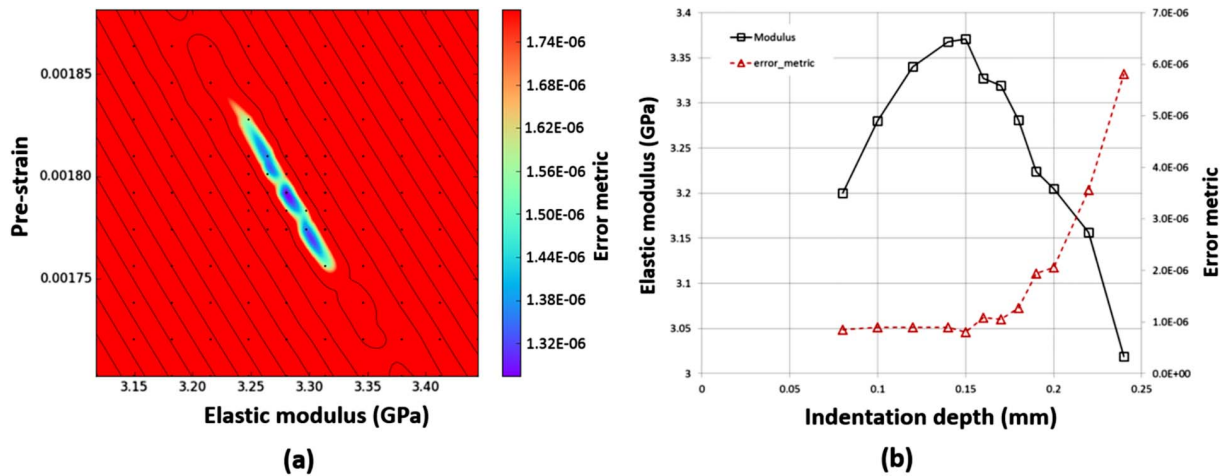 0.00185
0.00180
0.00175
Pre-strain
3.15
3.20
3.25
3.30
3.35
3.40
Elastic modulus (GPa)
1.74E-06
1.68E-06
1.62E-06
1.56E-06
1.50E-06
1.44E-06
1.38E-06
1.32E-06
Error metric
(a)
3.4
3.35
3.3
3.25
3.2
3.15
3.1
3.05
3
Elastic modulus (GPa)
Modulus
error_metric
7.0E-06
6.0E-06
5.0E-06
4.0E-06
3.0E-06
2.0E-06
1.0E-06
0.0E+00
Error metric
0
0.05
0.1
0.15
0.2
0.25
Indentation depth (mm)
(b)